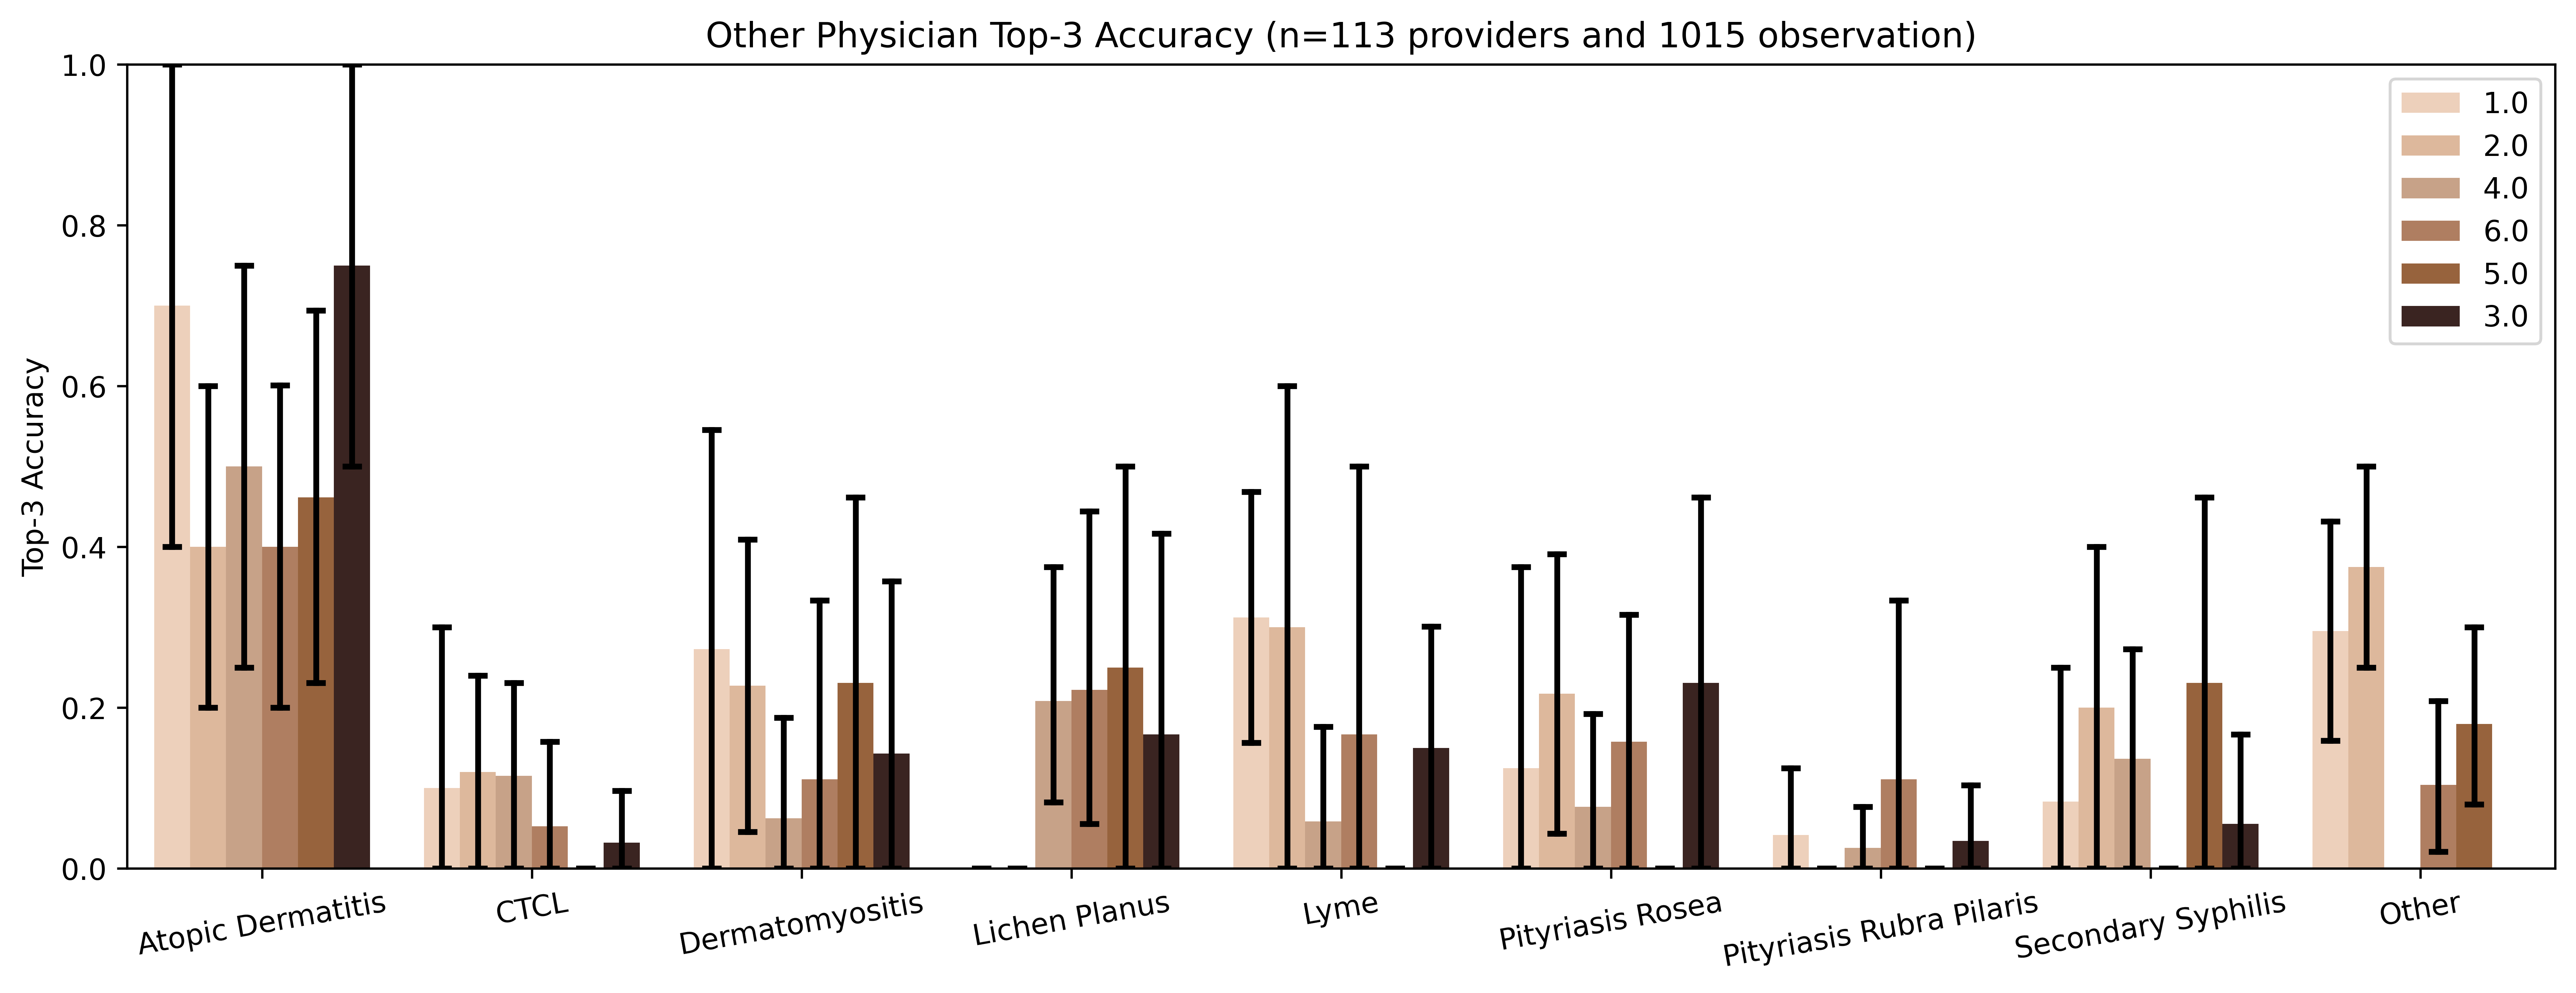 Other Physician Top-3 Accuracy (n=113 providers and 1015 observation)
Top-3 Accuracy
1.0
0.8
0.6
0.4
0.2
0.0
1.0
2.0
4.0
6.0
5.0
3.0
Atopic Dermatitis
CTCL
Dermatomyositis
Lichen Planus
Lyme
Pityriasis Rosea
Pityriasis Rubra Pilaris
Secondary Syphilis
Other